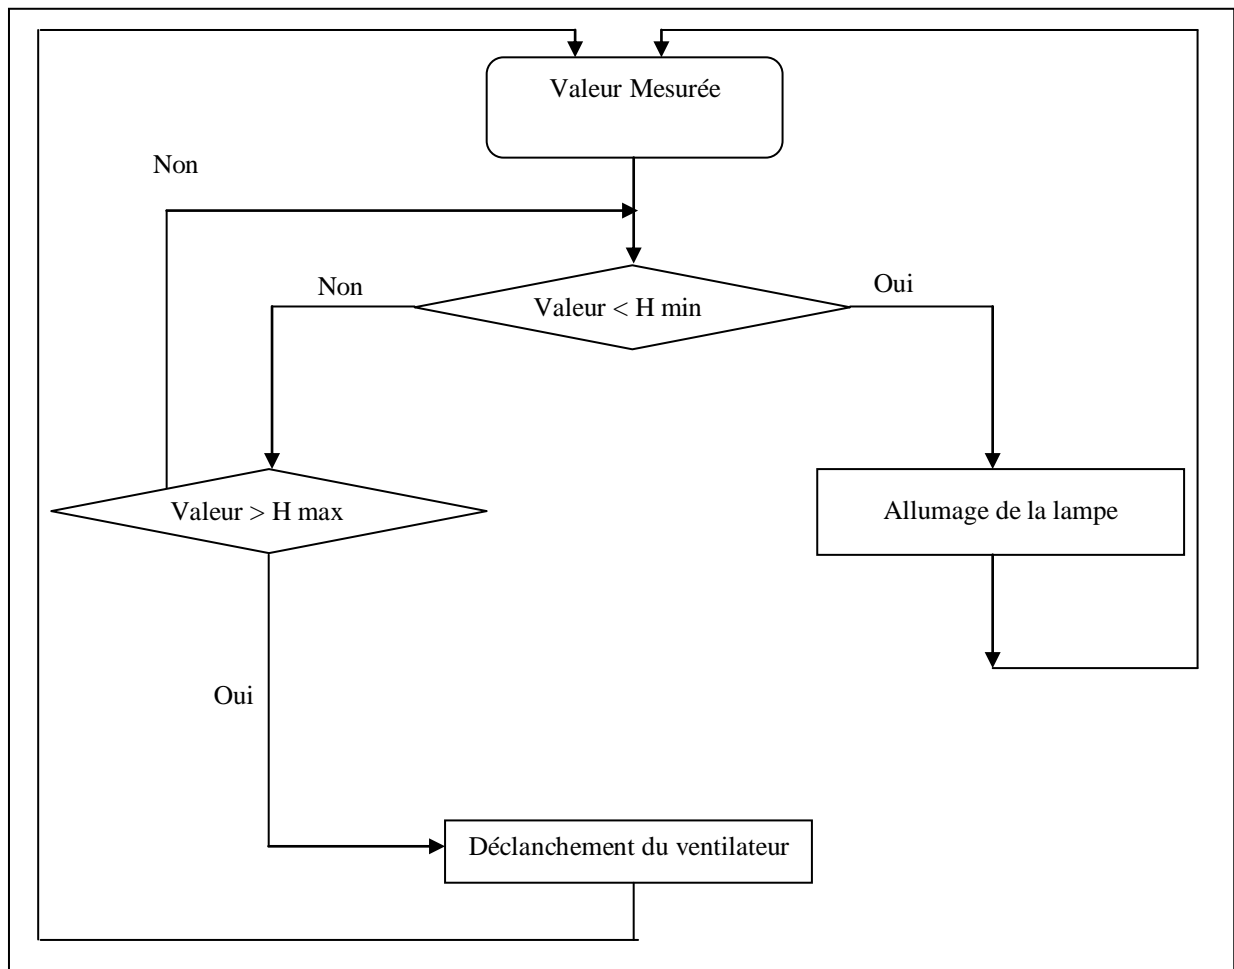 Valeur Mesurée
Non
Non
Valeur < H min
Oui
Valeur > H max
Allumage de la lampe
Oui
Déclanchement du ventilateur